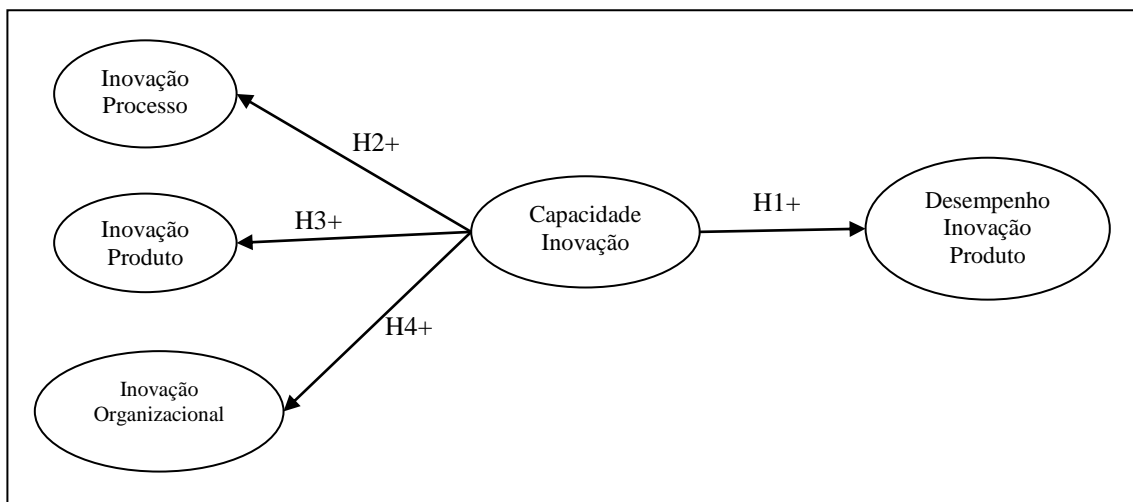 Inovação
Processo
H2+
H3+
Inovação
Produto
H4+
Inovação
Organizacional
Capacidade
Inovação
H1+
Desempenho
Inovação
Produto